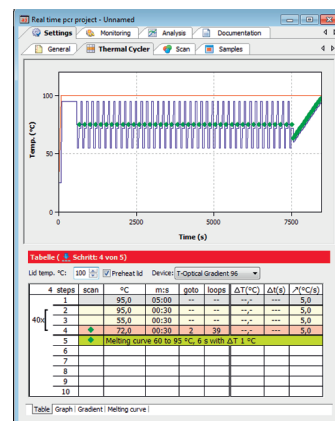 Real time pcr project - Unnamed
Settings Monitoring Analysis Documentation
General Thermal Cycler Scan Samples
Temp. (°C)
100
50
0
0 2500 5000 7500
Time (s)
Tabelle ( Schritt: 4 von 5)
Lid temp. °C: 100 Preheat lid Device: T-Optical Gradient 96
4 steps scan °C m:s goto loops ΔT(°C) Δt(s) ↗(°C/s)
1 95,0 05:00 -- -- --,- -- 5,0
2 95,0 00:30 -- -- --,- -- 5,0
40x
3 55,0 00:30 -- -- --,- -- 5,0
4 72,0 00:30 2 39 --,- -- 5,0
5 Melting curve 60 to 95 °C, 6 s with ΔT 1 °C
6
7
8
9
10
Table Graph Gradient Melting curve